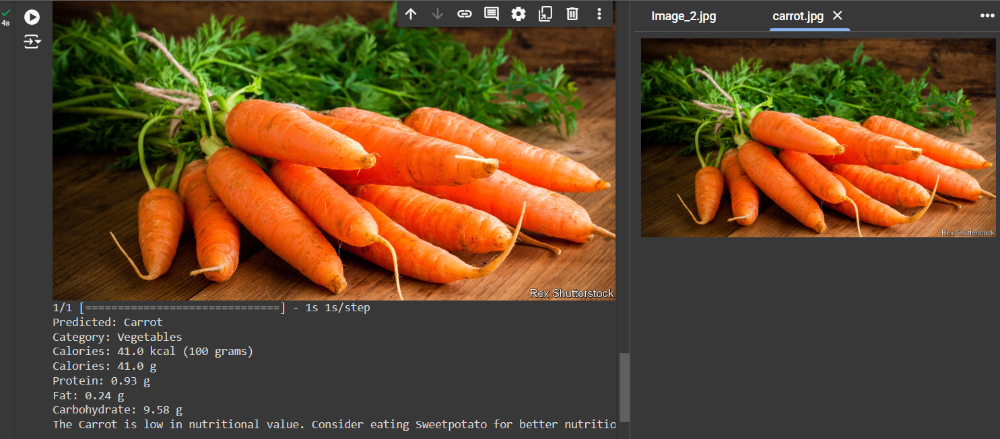 4s
Image_2.jpg
carrot.jpg
Rex Shutterstock
Rex Shutterstock
1/1 [==============================] - 1s 1s/step
Predicted: Carrot
Category: Vegetables
Calories: 41.0 kcal (100 grams)
Calories: 41.0 g
Protein: 0.93 g
Fat: 0.24 g
Carbohydrate: 9.58 g
The Carrot is low in nutritional value. Consider eating Sweetpotato for better nutritio